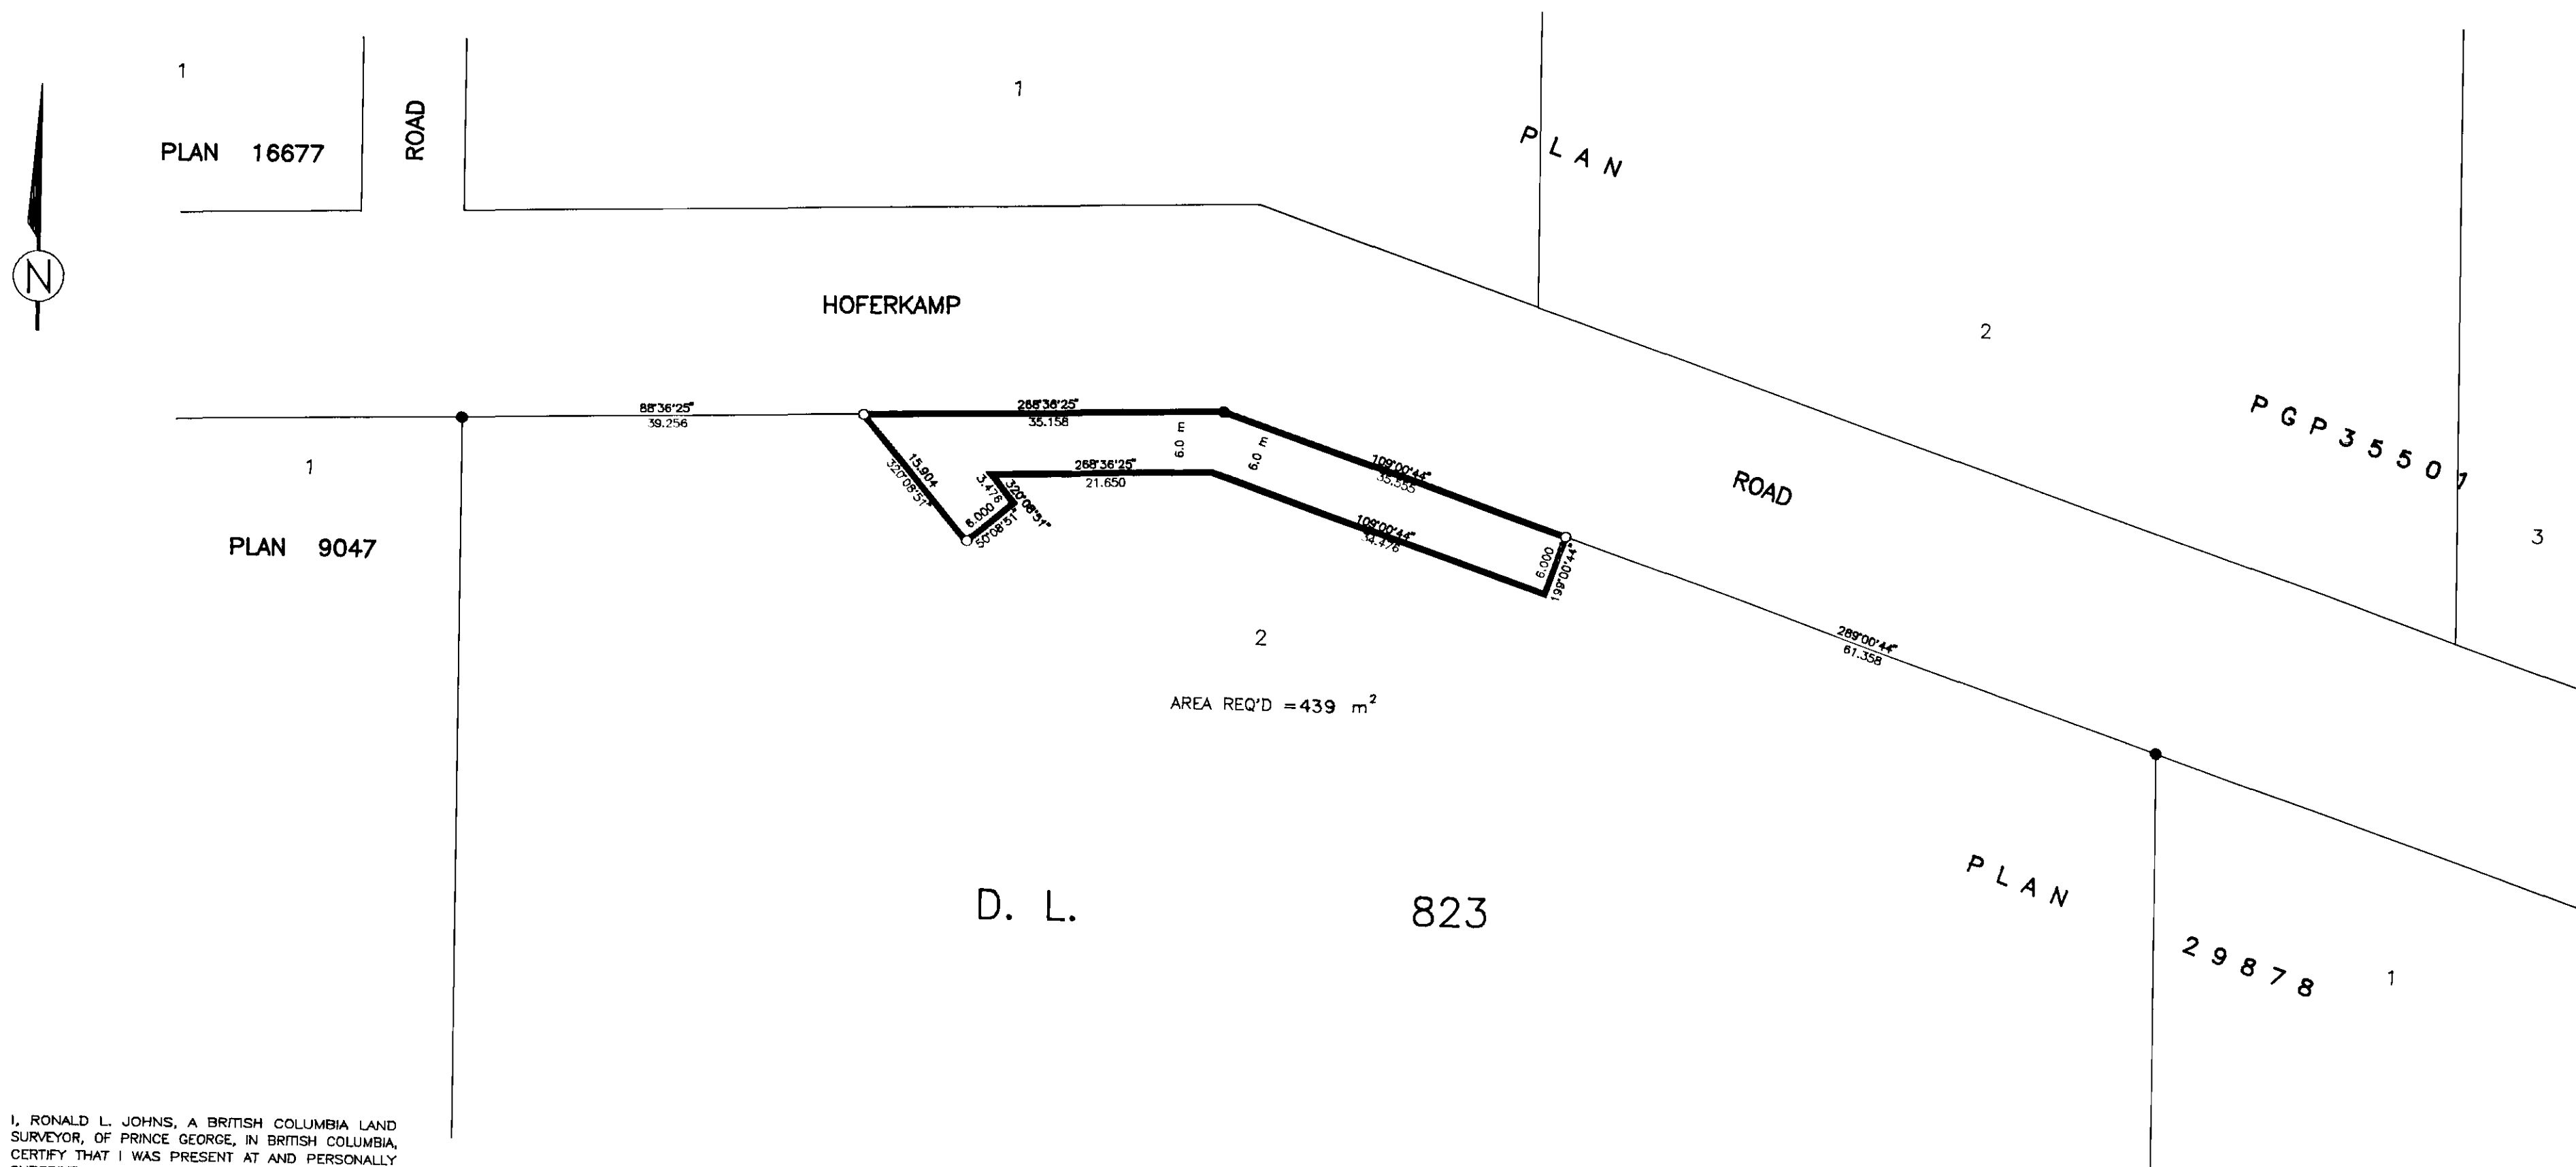 1
1
PLAN 16677
ROAD
PLAN
N
HOFERKAMP
2
PGP35501
88°36'25"
39.256
268°36'25"
35.158
6.0 m
6.0 m
109°00'44"
35.555
ROAD
1
15.904
320°08'51"
3.476
320°08'51"
268°36'25"
21.650
6.000
50°08'51"
109°00'44"
34.476
6.000
199°00'44"
3
PLAN 9047
2
289°00'44"
61.358
AREA REQ'D =439 m²
D. L. 823
PLAN
29878
1
I, RONALD L. JOHNS, A BRITISH COLUMBIA LAND
SURVEYOR, OF PRINCE GEORGE, IN BRITISH COLUMBIA,
CERTIFY THAT I WAS PRESENT AT AND PERSONALLY